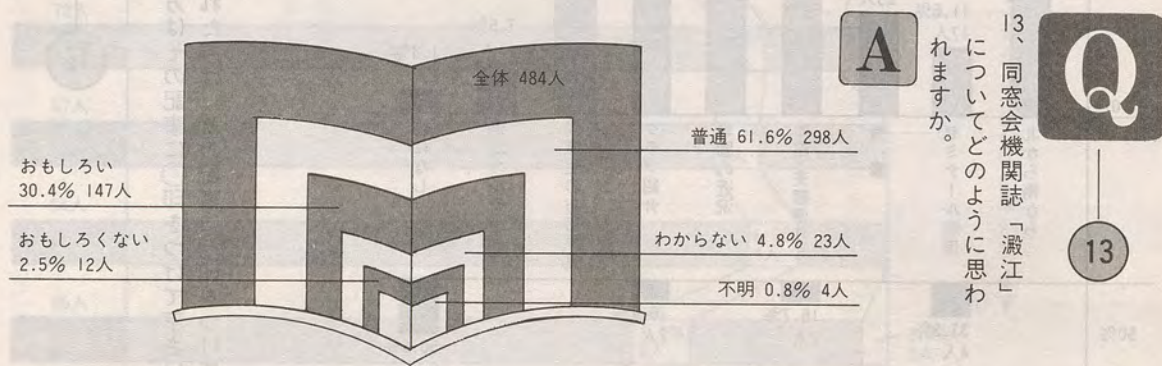 Q
13
13、同窓会機関誌「澱江」
についてどのように思わ
れますか。
A
全体 484人
普通 61.6% 298人
おもしろい
30.4% 147人
わからない 4.8% 23人
おもしろくない
2.5% 12人
不明 0.8% 4人